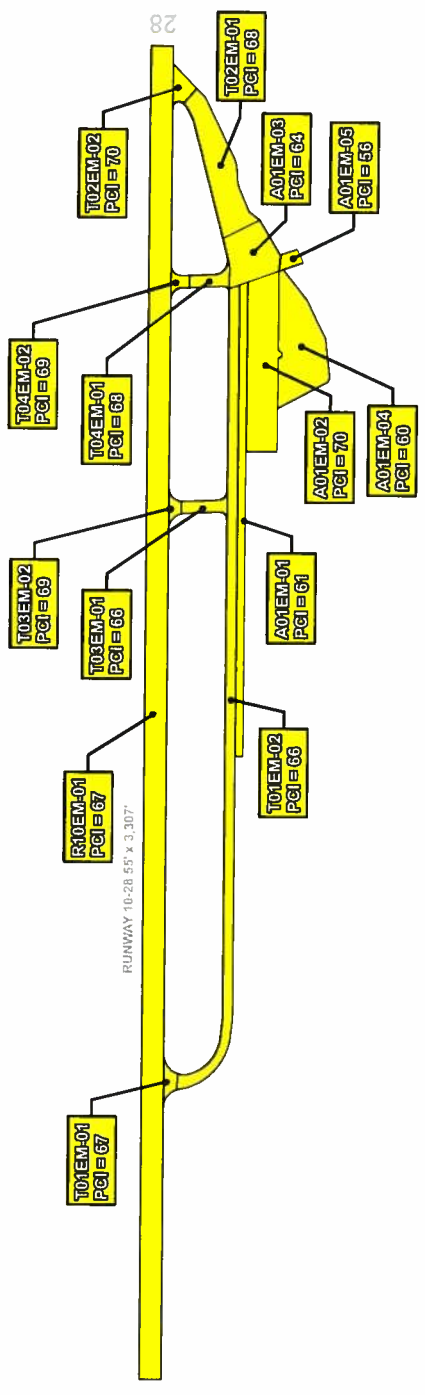 28
T02EM-02
PCI = 70
T02EM-01
PCI = 68
A01EM-03
PCI = 64
A01EM-05
PCI = 56
T04EM-02
PCI = 69
T04EM-01
PCI = 68
A01EM-02
PCI = 70
A01EM-04
PCI = 60
T03EM-02
PCI = 69
T03EM-01
PCI = 66
A01EM-01
PCI = 61
R10EM-01
PCI = 67
T01EM-02
PCI = 66
RUNWAY 10-28 55' x 3,307'
T01EM-01
PCI = 67